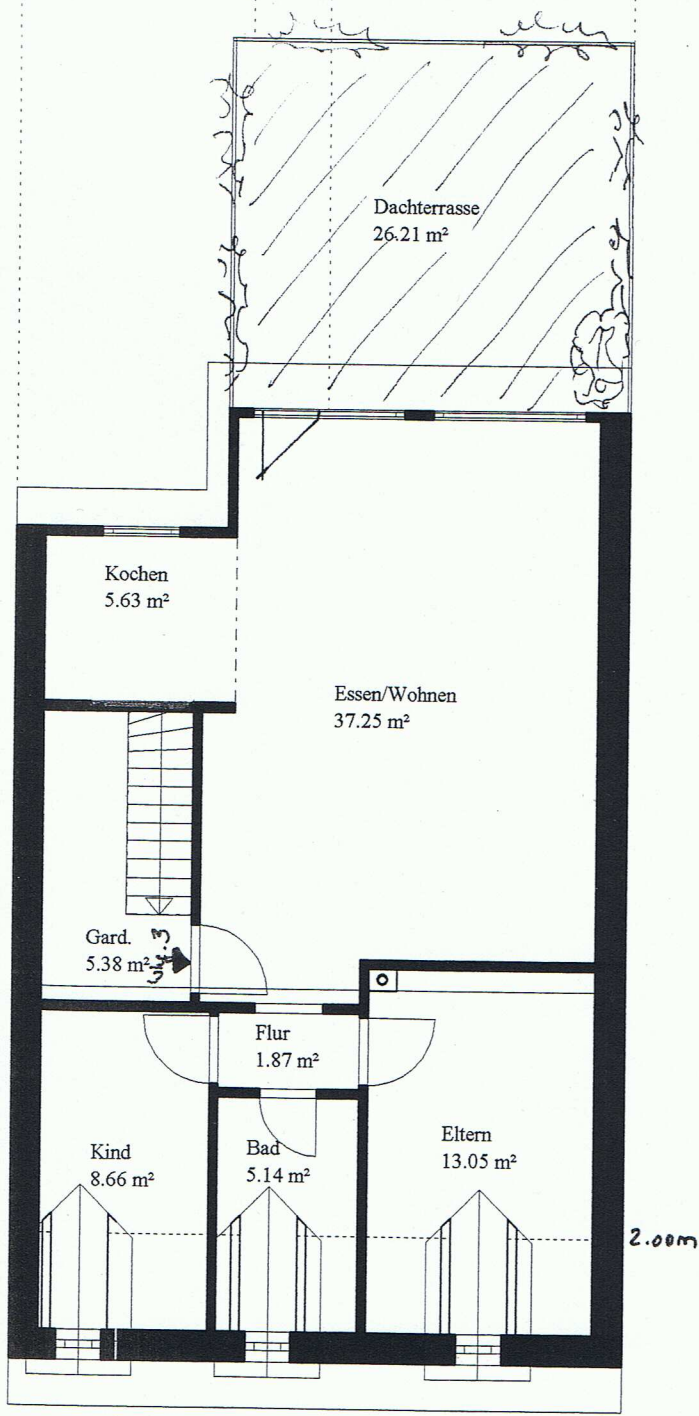 Dachterrasse
26.21 m²
Kochen
5.63 m²
Essen/Wohnen
37.25 m²
Gard.
5.38 m²
Flur
1.87 m²
Kind
8.66 m²
Bad
5.14 m²
Eltern
13.05 m²
2.00m